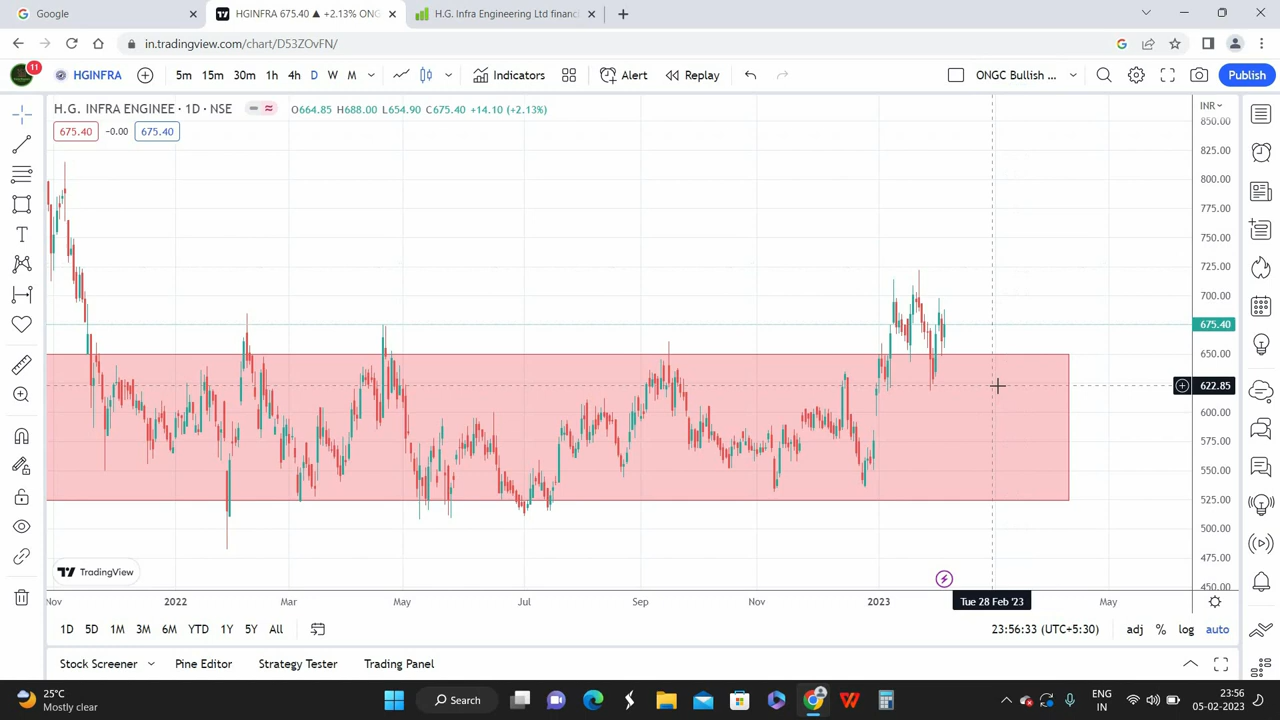 Google
HGINFRA 675.40 ▲ +2.13% ONG
H.G. Infra Engineering Ltd financ
in.tradingview.com/chart/D53ZOvFN/
11
HGINFRA
5m 15m 30m 1h 4h D W M
Indicators
Alert
Replay
ONGC Bullish ...
Publish
H.G. INFRA ENGINEE · 1D · NSE
O664.85 H688.00 L654.90 C675.40 +14.10 (+2.13%)
INR
675.40 -0.00 675.40
850.00
825.00
800.00
775.00
750.00
725.00
700.00
675.40
650.00
622.85
600.00
575.00
550.00
525.00
500.00
475.00
450.00
TradingView
Nov 2022 Mar May Jul Sep Nov 2023 Tue 28 Feb '23 May
1D 5D 1M 3M 6M YTD 1Y 5Y All
23:56:33 (UTC+5:30) adj % log auto
Stock Screener Pine Editor Strategy Tester Trading Panel
25°C
Mostly clear
Search
ENG
IN
23:56
05-02-2023